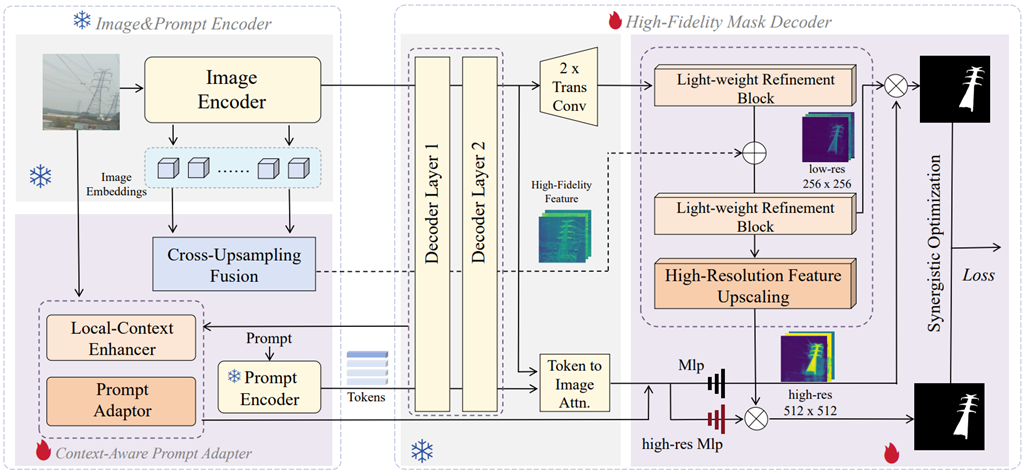 Image&Prompt Encoder
High-Fidelity Mask Decoder
Image
Encoder
Image
Embeddings
......
Cross-Upsampling
Fusion
Local-Context
Enhancer
Prompt
Adaptor
Prompt
Prompt
Encoder
Tokens
Context-Aware Prompt Adapter
Decoder Layer 1
Decoder Layer 2
2 x
Trans
Conv
High-Fidelity
Feature
Token to
Image
Attn.
Light-weight Refinement
Block
low-res
256 x 256
Light-weight Refinement
Block
High-Resolution Feature
Upscaling
Mlp
high-res
512 x 512
high-res Mlp
Synergistic Optimization
Loss